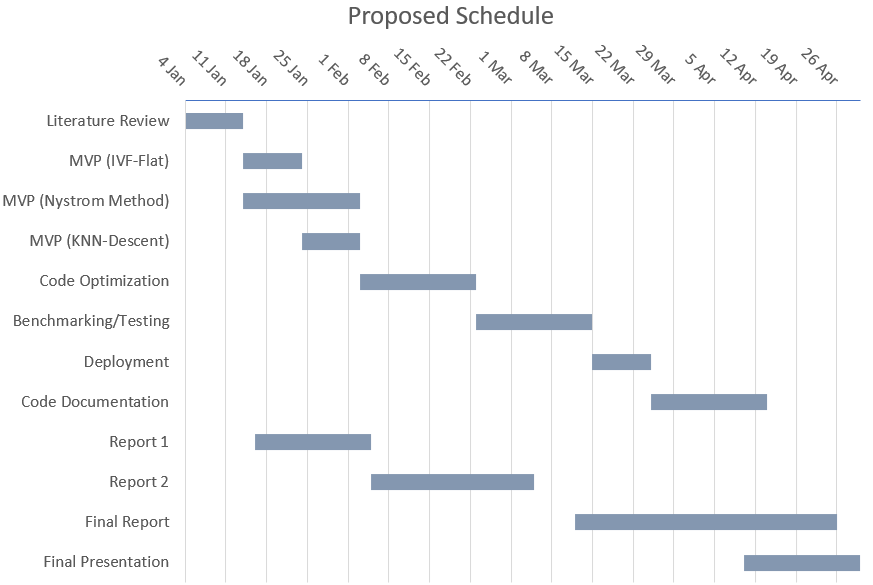 Proposed Schedule
4 Jan
11 Jan
18 Jan
25 Jan
1 Feb
8 Feb
15 Feb
22 Feb
1 Mar
8 Mar
15 Mar
22 Mar
29 Mar
5 Apr
12 Apr
19 Apr
26 Apr
Literature Review
MVP (IVF-Flat)
MVP (Nystrom Method)
MVP (KNN-Descent)
Code Optimization
Benchmarking/Testing
Deployment
Code Documentation
Report 1
Report 2
Final Report
Final Presentation